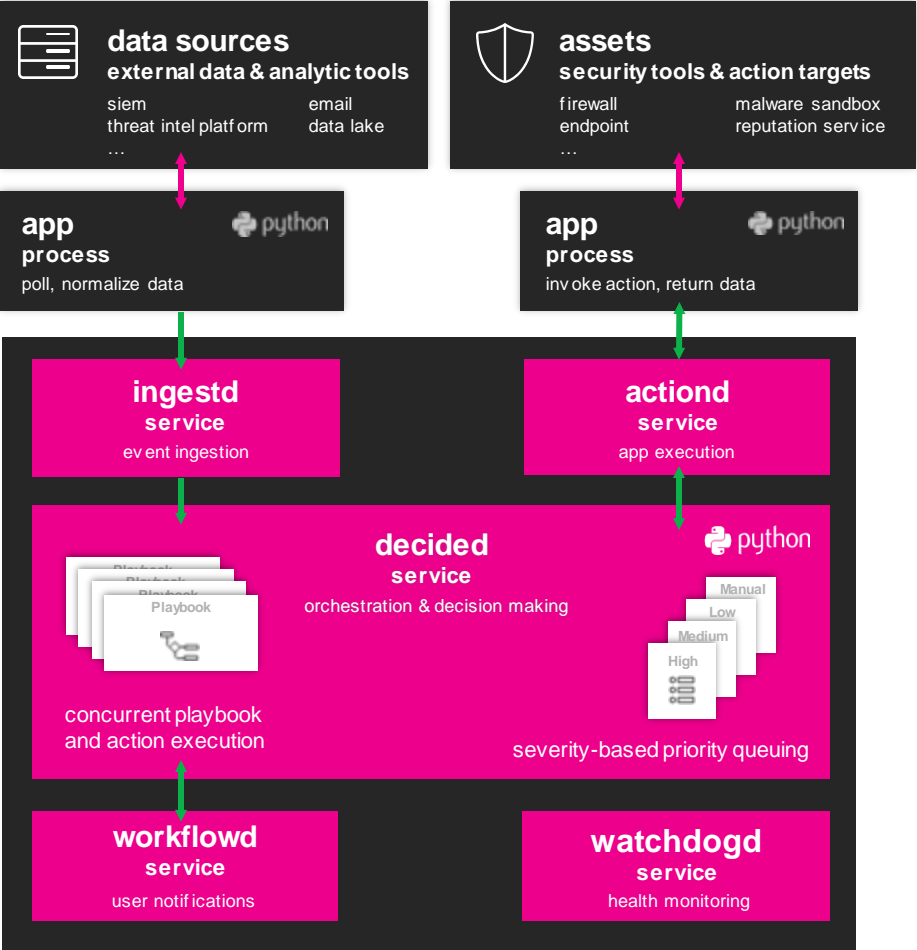 data sources
external data & analytic tools
siem
email
threat intel platform
data lake
...
assets
security tools & action targets
firewall
malware sandbox
endpoint
reputation service
...
app
python
process
poll, normalize data
app
python
process
invoke action, return data
ingestd
service
event ingestion
actiond
service
app execution
decided
service
orchestration & decision making
python
Playbook
Playbook
Playbook
Playbook
Manual
Low
Medium
High
concurrent playbook
and action execution
severity-based priority queuing
workflowd
service
user notifications
watchdogd
service
health monitoring